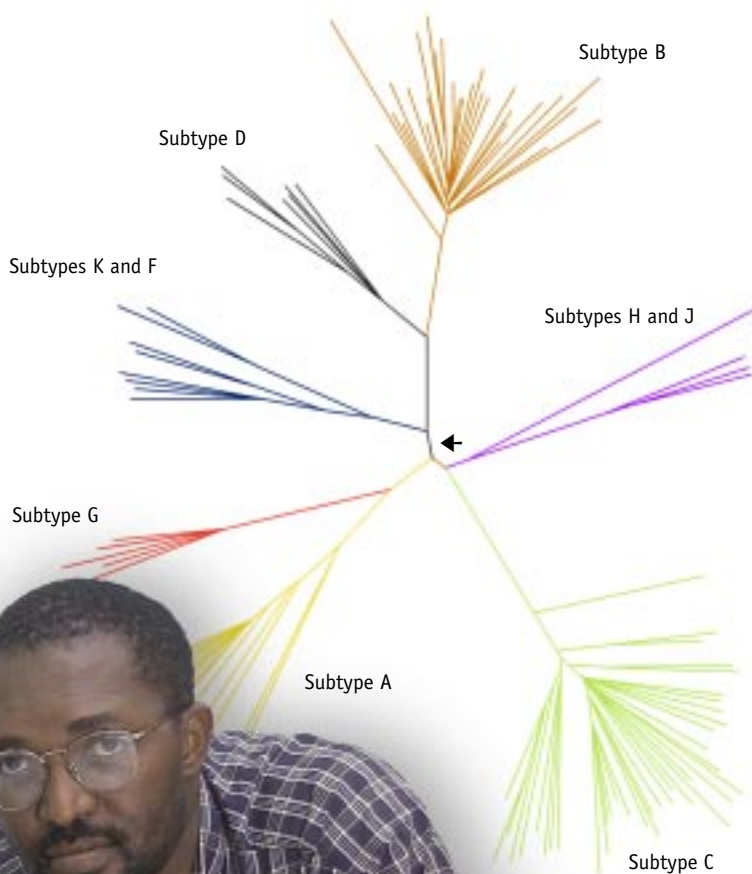 Subtype B
Subtype D
Subtypes K and F
Subtypes H and J
Subtype G
Subtype A
Subtype C